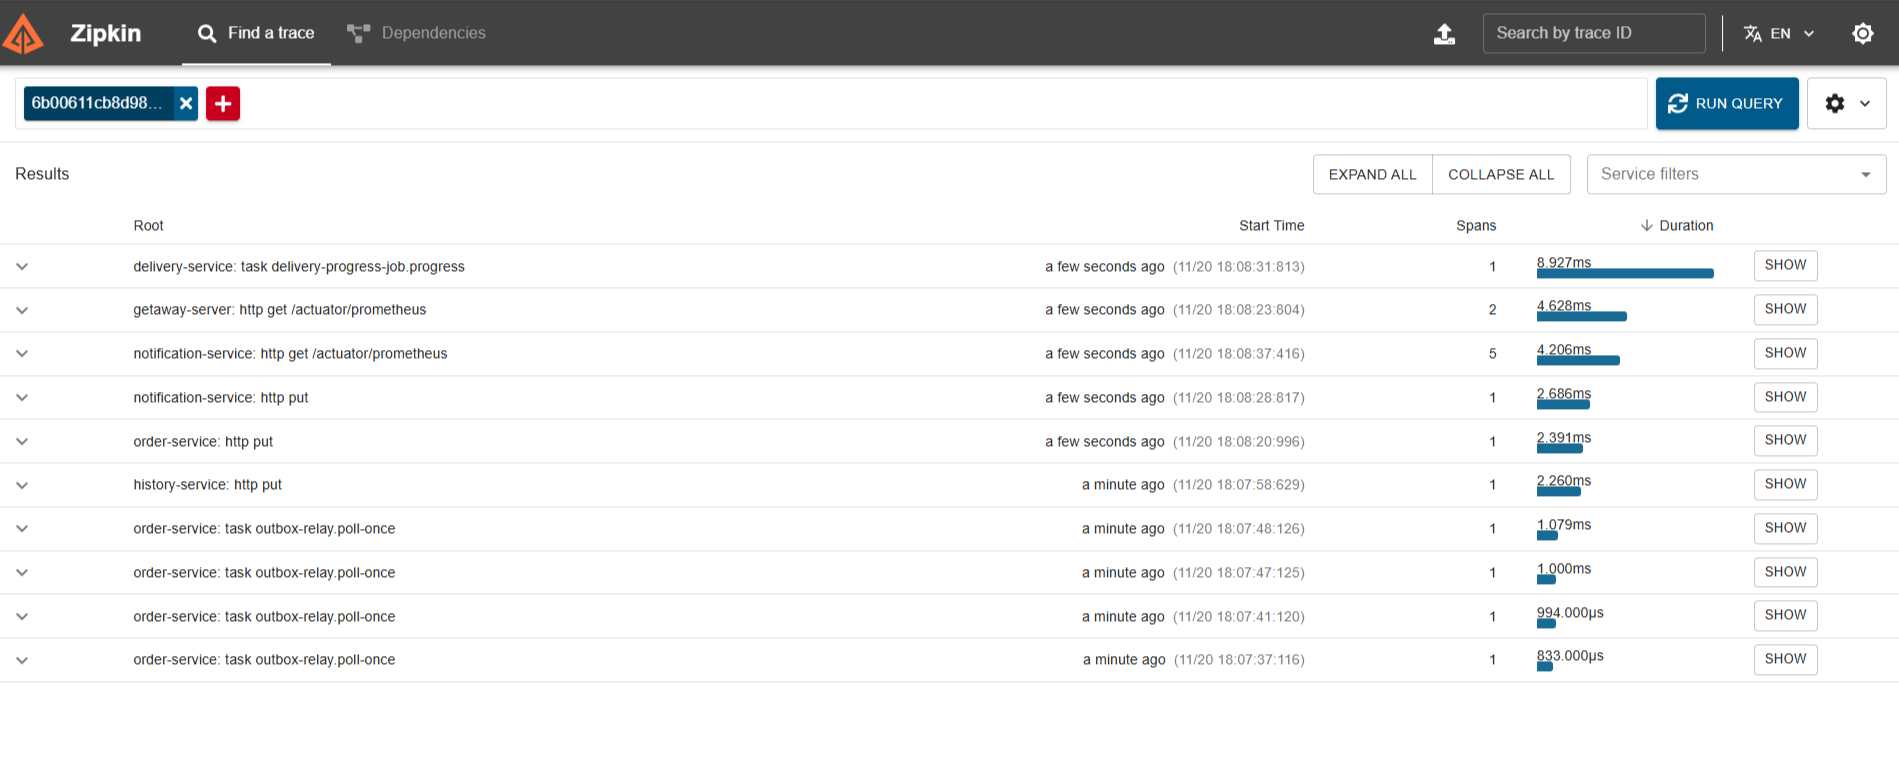 Zipkin Find a trace Dependencies Search by trace ID EN
6b00611cb8d98... RUN QUERY
Results EXPAND ALL COLLAPSE ALL Service filters
Root Start Time Spans Duration
delivery-service: task delivery-progress-job.progress a few seconds ago (11/20 18:08:31:813) 1 8.927ms SHOW
getaway-server: http get /actuator/prometheus a few seconds ago (11/20 18:08:23:804) 2 4.628ms SHOW
notification-service: http get /actuator/prometheus a few seconds ago (11/20 18:08:37:416) 5 4.206ms SHOW
notification-service: http put a few seconds ago (11/20 18:08:28:817) 1 2.686ms SHOW
order-service: http put a few seconds ago (11/20 18:08:20:996) 1 2.391ms SHOW
history-service: http put a minute ago (11/20 18:07:58:629) 1 2.260ms SHOW
order-service: task outbox-relay.poll-once a minute ago (11/20 18:07:48:126) 1 1.079ms SHOW
order-service: task outbox-relay.poll-once a minute ago (11/20 18:07:47:125) 1 1.000ms SHOW
order-service: task outbox-relay.poll-once a minute ago (11/20 18:07:41:120) 1 994.000μs SHOW
order-service: task outbox-relay.poll-once a minute ago (11/20 18:07:37:116) 1 833.000μs SHOW